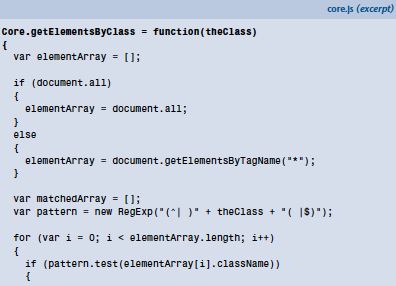 core.js (excerpt)
Core.getElementsByClass = function(theClass)
{
  var elementArray = [];

  if (document.all)
  {
    elementArray = document.all;
  }
  else
  {
    elementArray = document.getElementsByTagName("*");
  }

  var matchedArray = [];
  var pattern = new RegExp("(^| )" + theClass + "( |$)");

  for (var i = 0; i < elementArray.length; i++)
  {
    if (pattern.test(elementArray[i].className))
    {